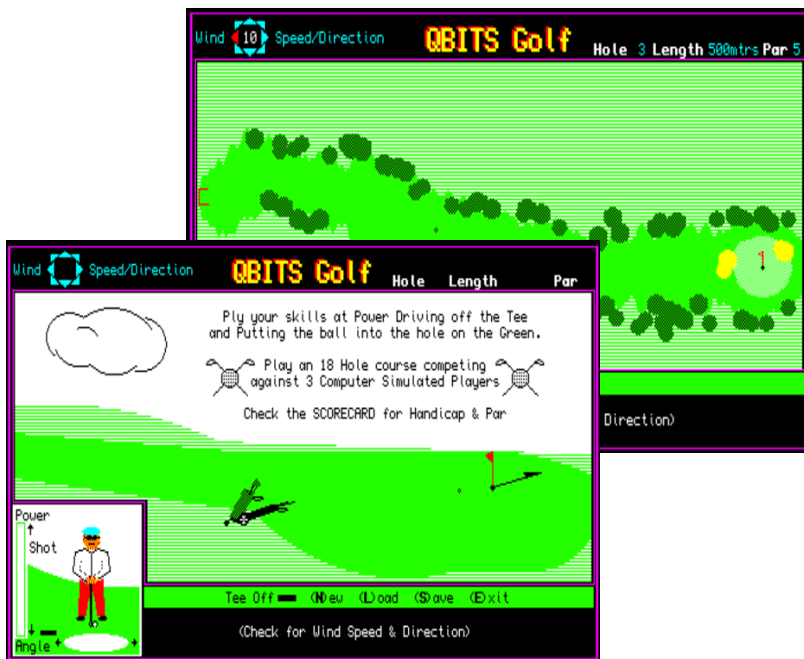 Wind 10 Speed/Direction QBITS Golf Hole 3 Length 500mtrs Par 5
Direction)
Wind Speed/Direction QBITS Golf Hole Length Par
Ply your skills at Power Driving off the Tee
and Putting the ball into the hole on the Green.
Play an 18 Hole course competing
against 3 Computer Simulated Players
Check the SCORECARD for Handicap & Par
Power
Shot
Angle
Tee Off (N)ew (L)oad (S)ave (E)xit
(Check for Wind Speed & Direction)